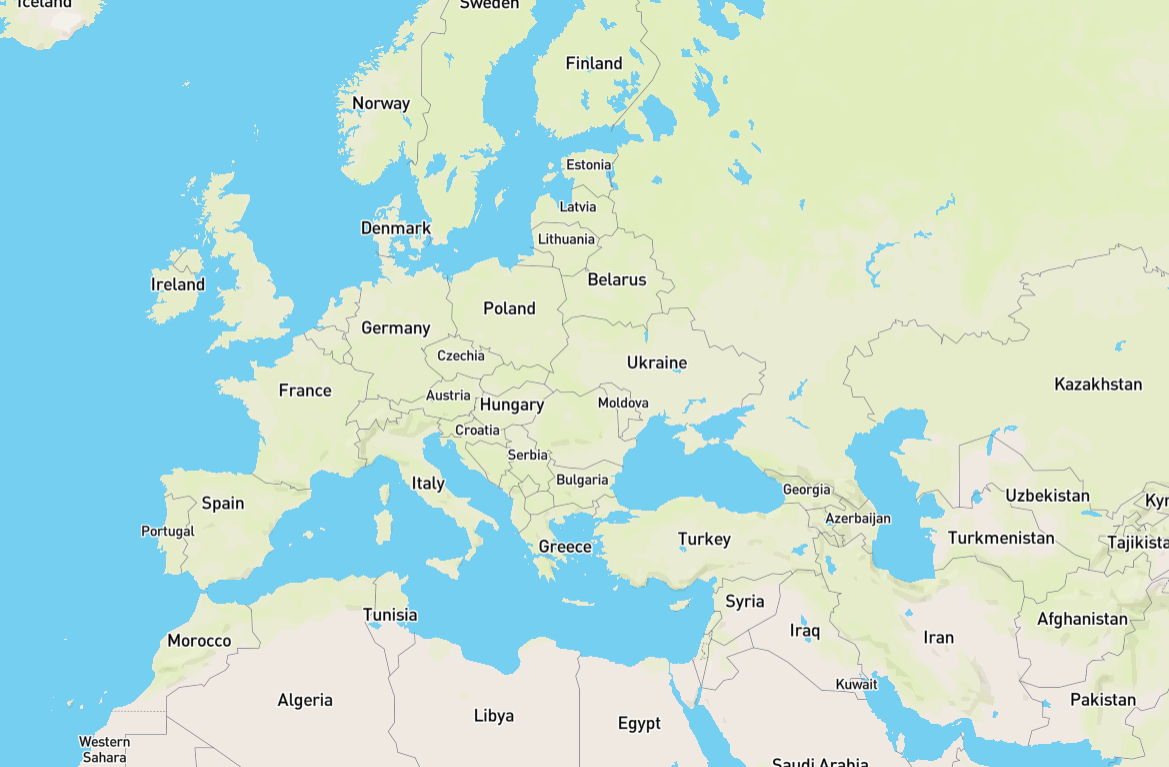 Iceland
Sweden
Finland
Norway
Estonia
Latvia
Denmark
Lithuania
Belarus
Ireland
Poland
Germany
Czechia
Ukraine
France
Austria
Hungary
Moldova
Kazakhstan
Croatia
Serbia
Italy
Bulgaria
Georgia
Spain
Uzbekistan
Kyr
Portugal
Azerbaijan
Greece
Turkey
Turkmenistan
Tajikista
Syria
Tunisia
Afghanistan
Morocco
Iraq
Iran
Kuwait
Algeria
Pakistan
Libya
Egypt
Western
Sahara
Saudi Arabia